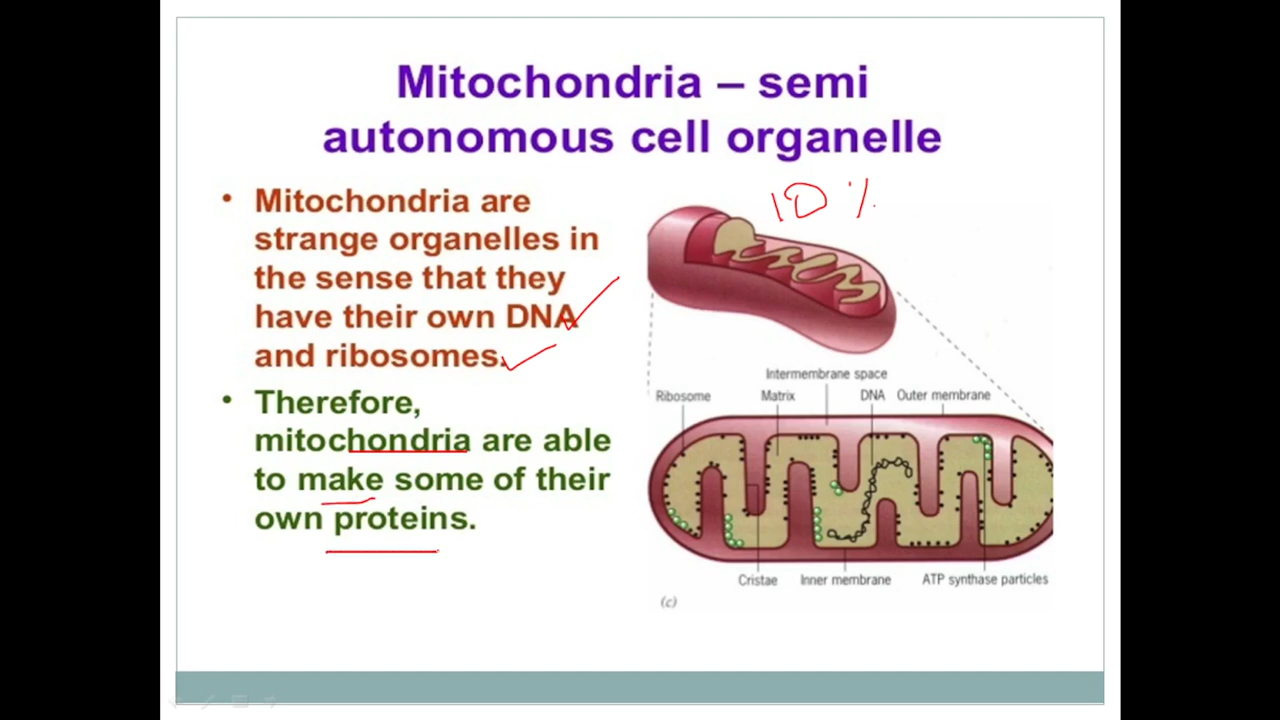 Mitochondria – semi
autonomous cell organelle
• Mitochondria are
strange organelles in
the sense that they
have their own DNA
and ribosomes.
• Therefore,
mitochondria are able
to make some of their
own proteins.
10 %
Intermembrane space
Ribosome Matrix DNA Outer membrane
Cristae Inner membrane ATP synthase particles
(c)